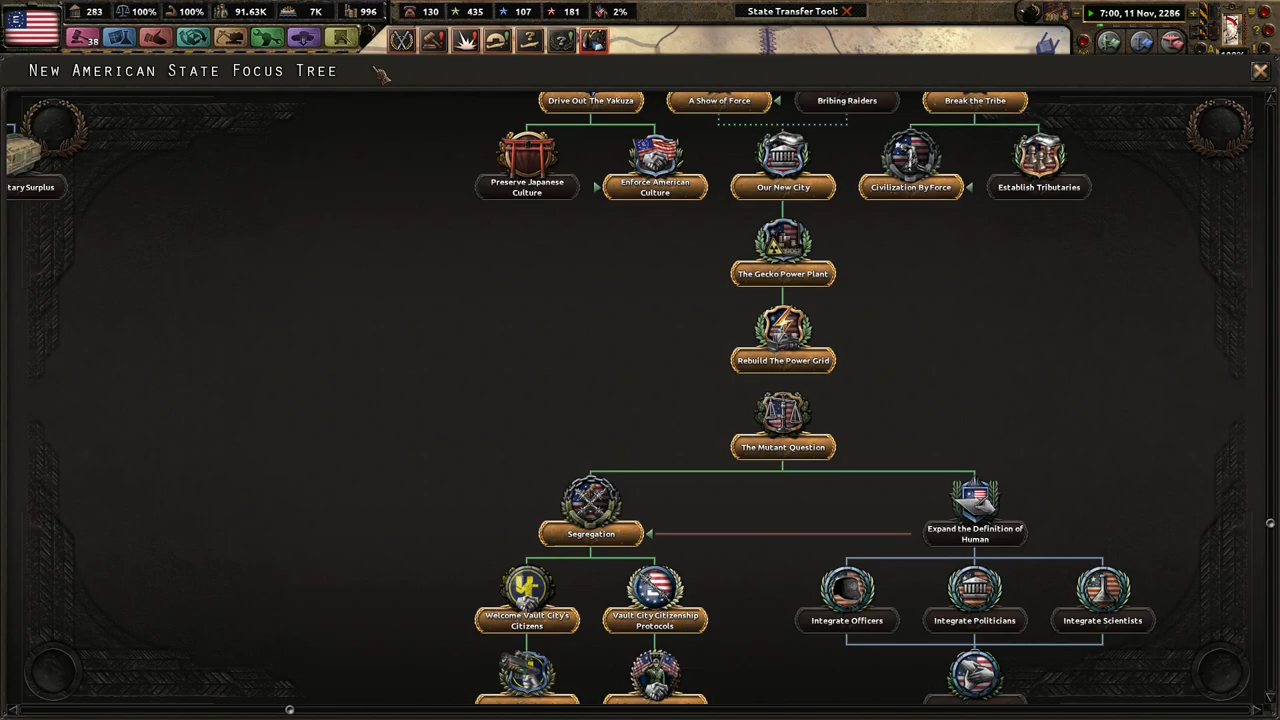 283
100%
100%
91.63K
7K
996
130
435
107
181
2%
State Transfer Tool:
7:00, 11 Nov, 2286
38
New American State Focus Tree
Drive Out The Yakuza
A Show of Force
Bribing Raiders
Break the Tribe
tary Surplus
Preserve Japanese
Culture
Enforce American
Culture
Our New City
Civilization By Force
Establish Tributaries
The Gecko Power Plant
Rebuild The Power Grid
The Mutant Question
Segregation
Expand the Definition of
Human
Welcome Vault City's
Citizens
Vault City Citizenship
Protocols
Integrate Officers
Integrate Politicians
Integrate Scientists